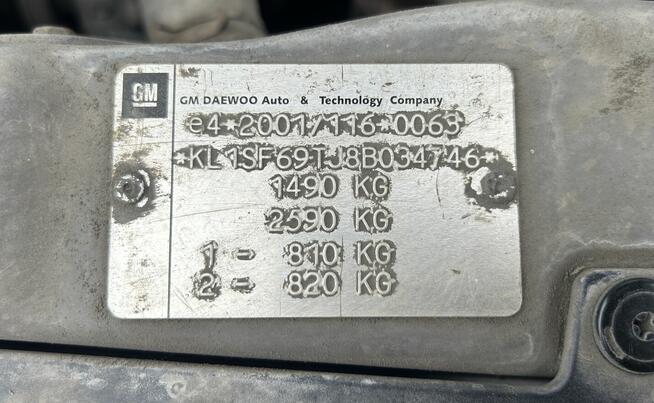 GM
GM DAEWOO Auto & Technology Company
e4*2001/116*0063
*KL1SF69TJ8B034746*
1490 KG
2590 KG
1 - 810 KG
2 - 820 KG